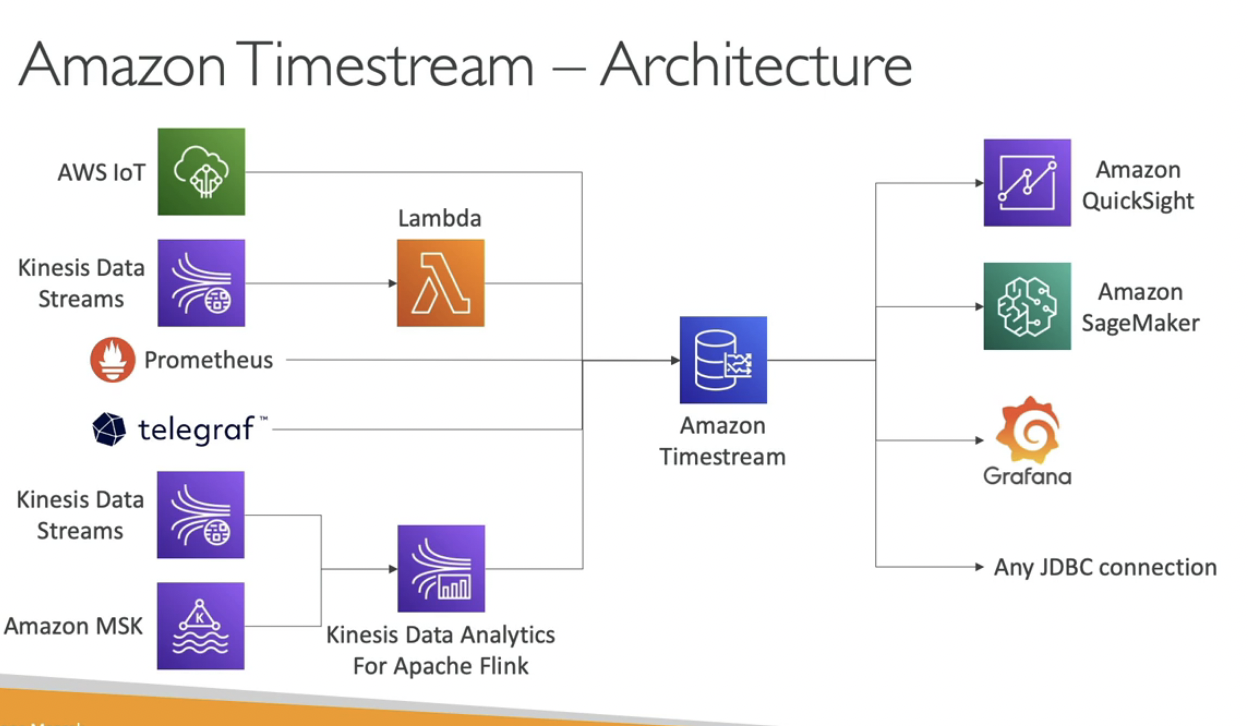 Amazon Timestream – Architecture
AWS IoT
Lambda
Kinesis Data
Streams
Prometheus
telegraf™
Kinesis Data
Streams
Amazon MSK
K
Kinesis Data Analytics
For Apache Flink
Amazon
Timestream
Amazon
QuickSight
Amazon
SageMaker
Grafana
Any JDBC connection